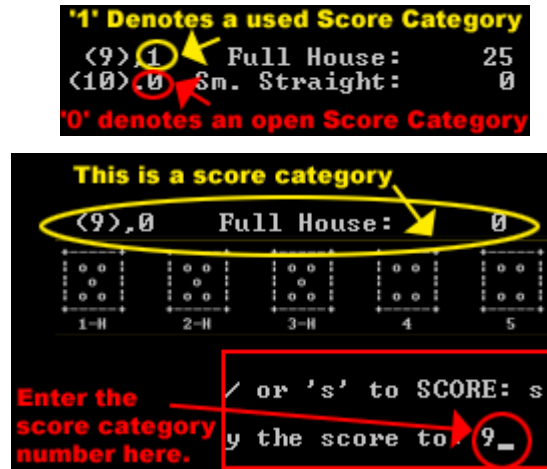 '1' Denotes a used Score Category
(9),1 Full House: 25
(10).0 Sm. Straight: 0
'0' denotes an open Score Category
This is a score category
(9),0 Full House: 0
1-H 2-H 3-H 4 5
/ or 's' to SCORE: s
Enter the
score category
number here.
y the score to: 9_